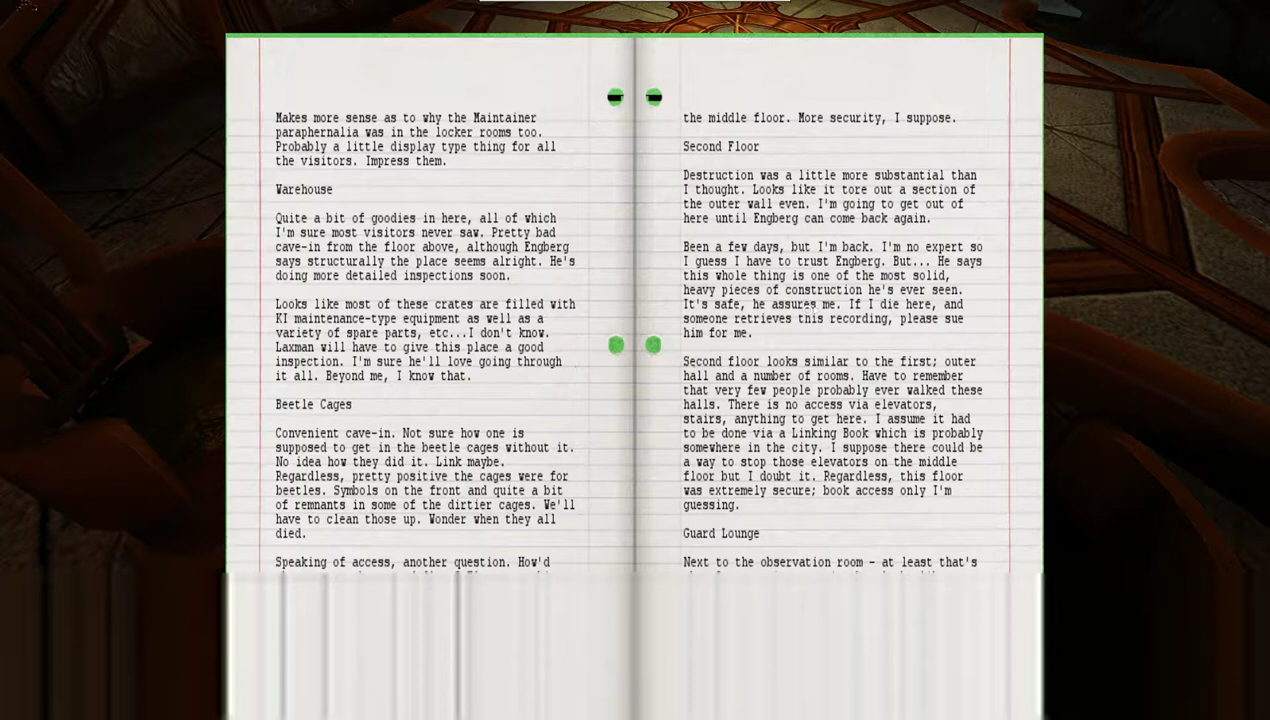 Makes more sense as to why the Maintainer
paraphernalia was in the locker rooms too.
Probably a little display type thing for all
the visitors. Impress them.
Warehouse
Quite a bit of goodies in here, all of which
I'm sure most visitors never saw. Pretty bad
cave-in from the floor above, although Engberg
says structurally the place seems alright. He's
doing more detailed inspections soon.
Looks like most of these crates are filled with
KI maintenance-type equipment as well as a
variety of spare parts, etc...I don't know.
Laxman will have to give this place a good
inspection. I'm sure he'll love going through
it all. Beyond me, I know that.
Beetle Cages
Convenient cave-in. Not sure how one is
supposed to get in the beetle cages without it.
No idea how they did it. Link maybe.
Regardless, pretty positive the cages were for
beetles. Symbols on the front and quite a bit
of remnants in some of the dirtier cages. We'll
have to clean those up. Wonder when they all
died.
Speaking of access, another question. How'd
the middle floor. More security, I suppose.
Second Floor
Destruction was a little more substantial than
I thought. Looks like it tore out a section of
the outer wall even. I'm going to get out of
here until Engberg can come back again.
Been a few days, but I'm back. I'm no expert so
I guess I have to trust Engberg. But... He says
this whole thing is one of the most solid,
heavy pieces of construction he's ever seen.
It's safe, he assures me. If I die here, and
someone retrieves this recording, please sue
him for me.
Second floor looks similar to the first; outer
hall and a number of rooms. Have to remember
that very few people probably ever walked these
halls. There is no access via elevators,
stairs, anything to get here. I assume it had
to be done via a Linking Book which is probably
somewhere in the city. I suppose there could be
a way to stop those elevators on the middle
floor but I doubt it. Regardless, this floor
was extremely secure; book access only I'm
guessing.
Guard Lounge
Next to the observation room - at least that's